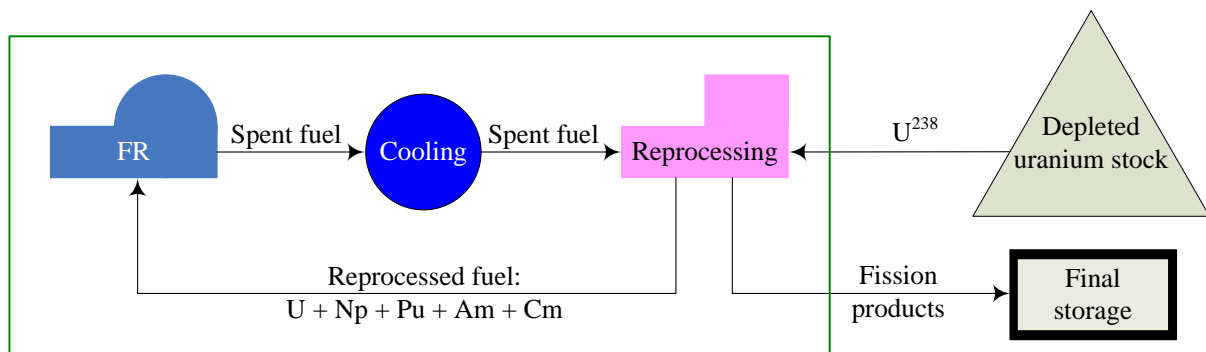 FR
Spent fuel
Cooling
Spent fuel
Reprocessing
U²³⁸
Depleted
uranium stock
Reprocessed fuel:
U + Np + Pu + Am + Cm
Fission
products
Final
storage